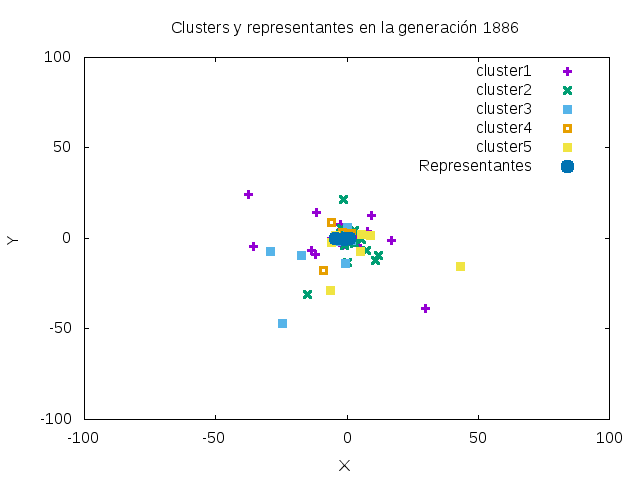 Clusters y representantes en la generación 1886
100
50
0
-50
-100
-100
-50
0
50
100
Y
X
cluster1
cluster2
cluster3
cluster4
cluster5
Representantes